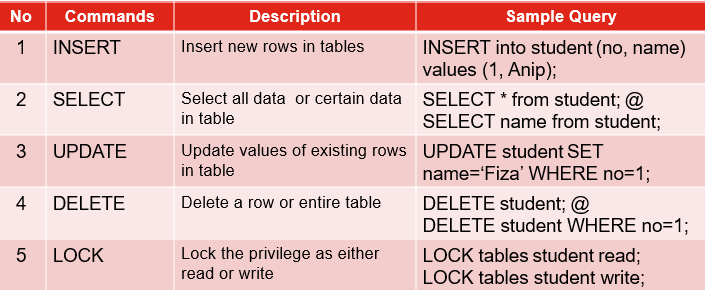 No Commands Description Sample Query
1 INSERT Insert new rows in tables INSERT into student (no, name)
values (1, Anip);
2 SELECT Select all data or certain data SELECT * from student; @
in table SELECT name from student;
3 UPDATE Update values of existing rows UPDATE student SET
in table name=‘Fiza’ WHERE no=1;
4 DELETE Delete a row or entire table DELETE student; @
DELETE student WHERE no=1;
5 LOCK Lock the privilege as either LOCK tables student read;
read or write LOCK tables student write;